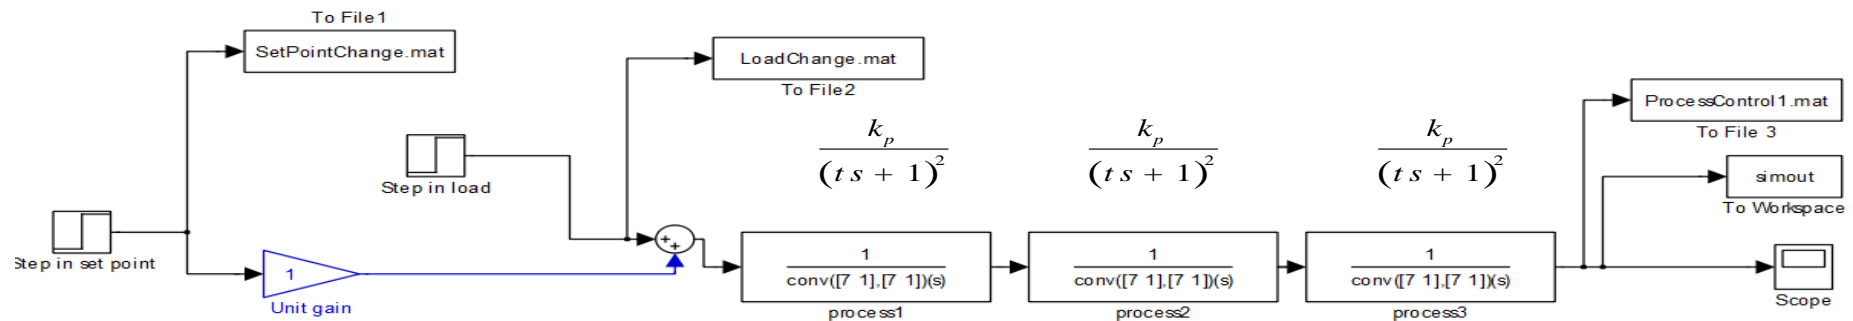 To File1
SetPointChange.mat
LoadChange.mat
To File2
ProcessControl1.mat
To File 3
k_p
(t s + 1)^2
k_p
(t s + 1)^2
k_p
(t s + 1)^2
Step in load
simout
To Workspace
Step in set point
1
Unit gain
+
+
1
conv([7 1],[7 1])(s)
process1
1
conv([7 1],[7 1])(s)
process2
1
conv([7 1],[7 1])(s)
process3
Scope